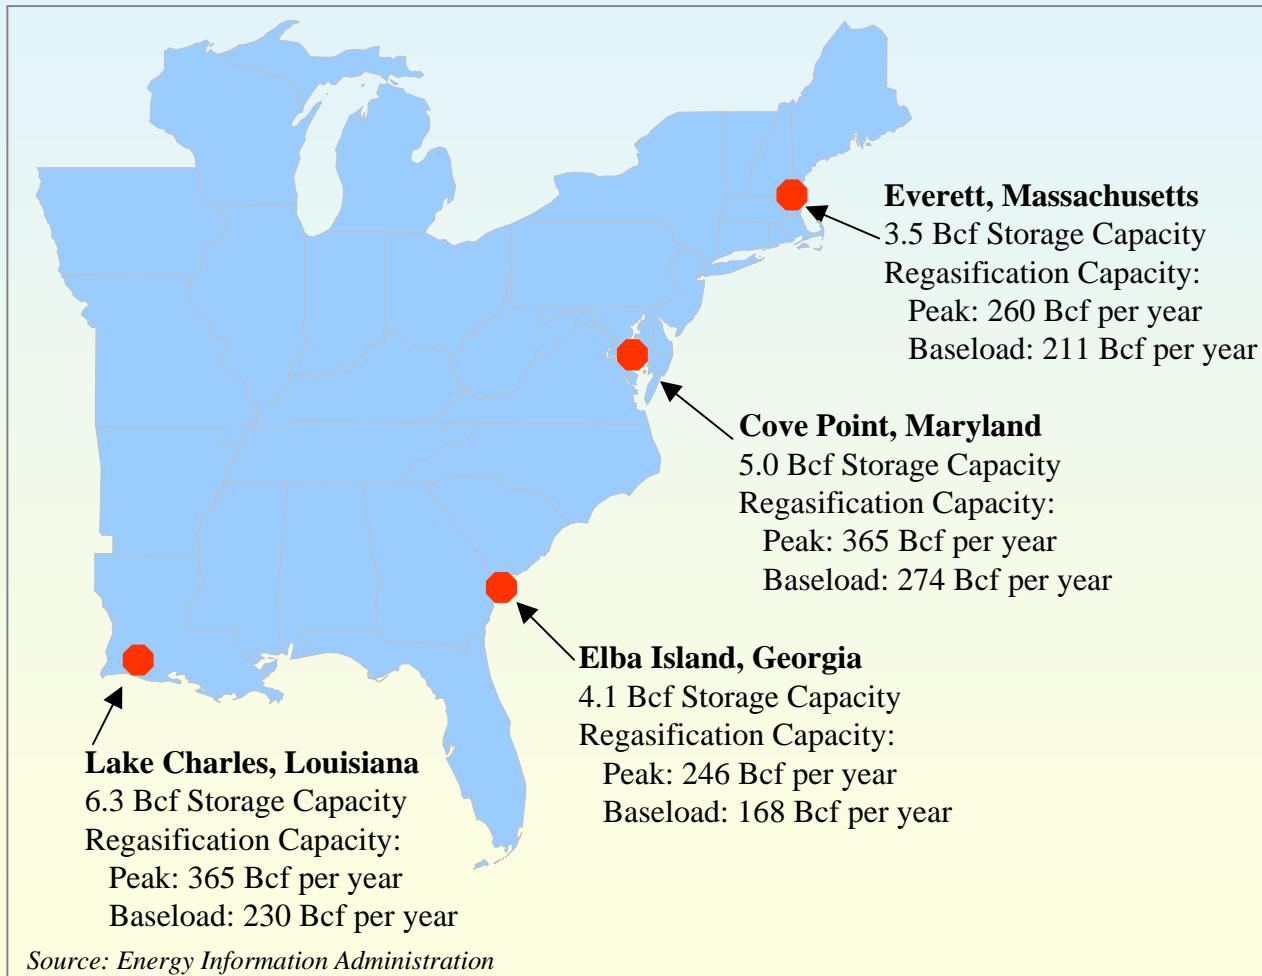 Everett, Massachusetts
3.5 Bcf Storage Capacity
Regasification Capacity:
Peak: 260 Bcf per year
Baseload: 211 Bcf per year
Cove Point, Maryland
5.0 Bcf Storage Capacity
Regasification Capacity:
Peak: 365 Bcf per year
Baseload: 274 Bcf per year
Elba Island, Georgia
4.1 Bcf Storage Capacity
Regasification Capacity:
Peak: 246 Bcf per year
Baseload: 168 Bcf per year
Lake Charles, Louisiana
6.3 Bcf Storage Capacity
Regasification Capacity:
Peak: 365 Bcf per year
Baseload: 230 Bcf per year
Source: Energy Information Administration